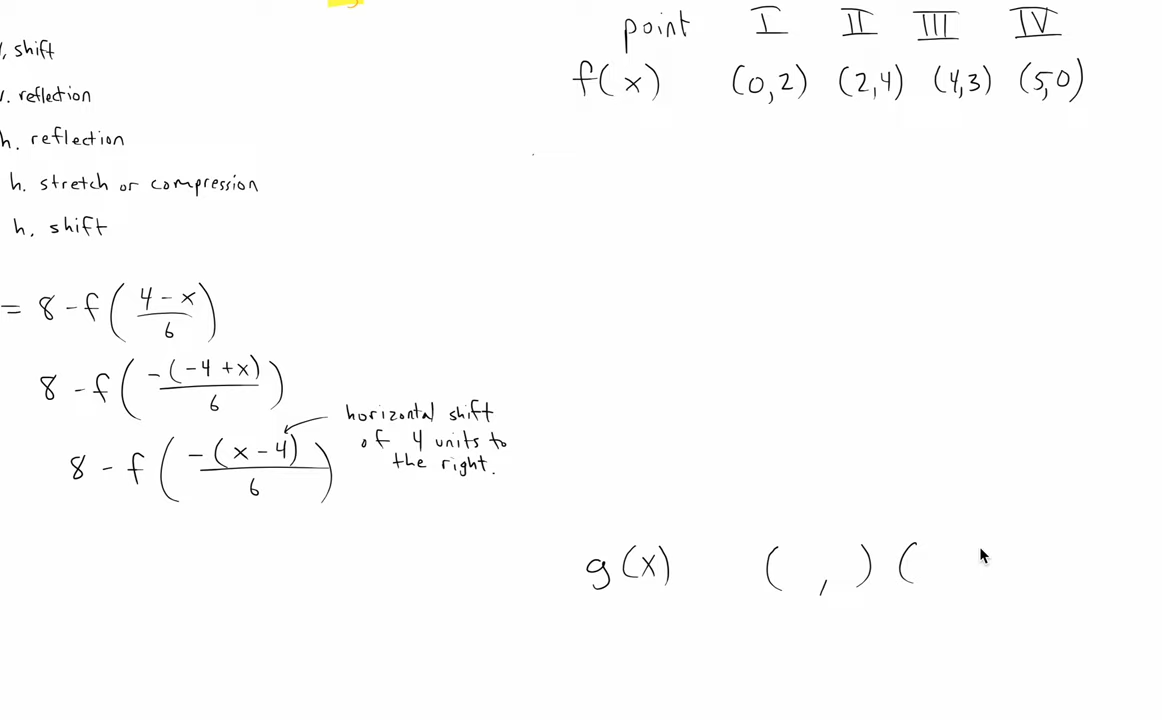 , shift
. reflection
h. reflection
h. stretch or compression
h. shift
= 8 - f( (4 - x)/6 )
8 - f( -(-4 + x)/6 )
8 - f( -(x - 4)/6 )
horizontal shift
of 4 units to
the right.
point I II III IV
f(x) (0,2) (2,4) (4,3) (5,0)
g(x) ( , ) (